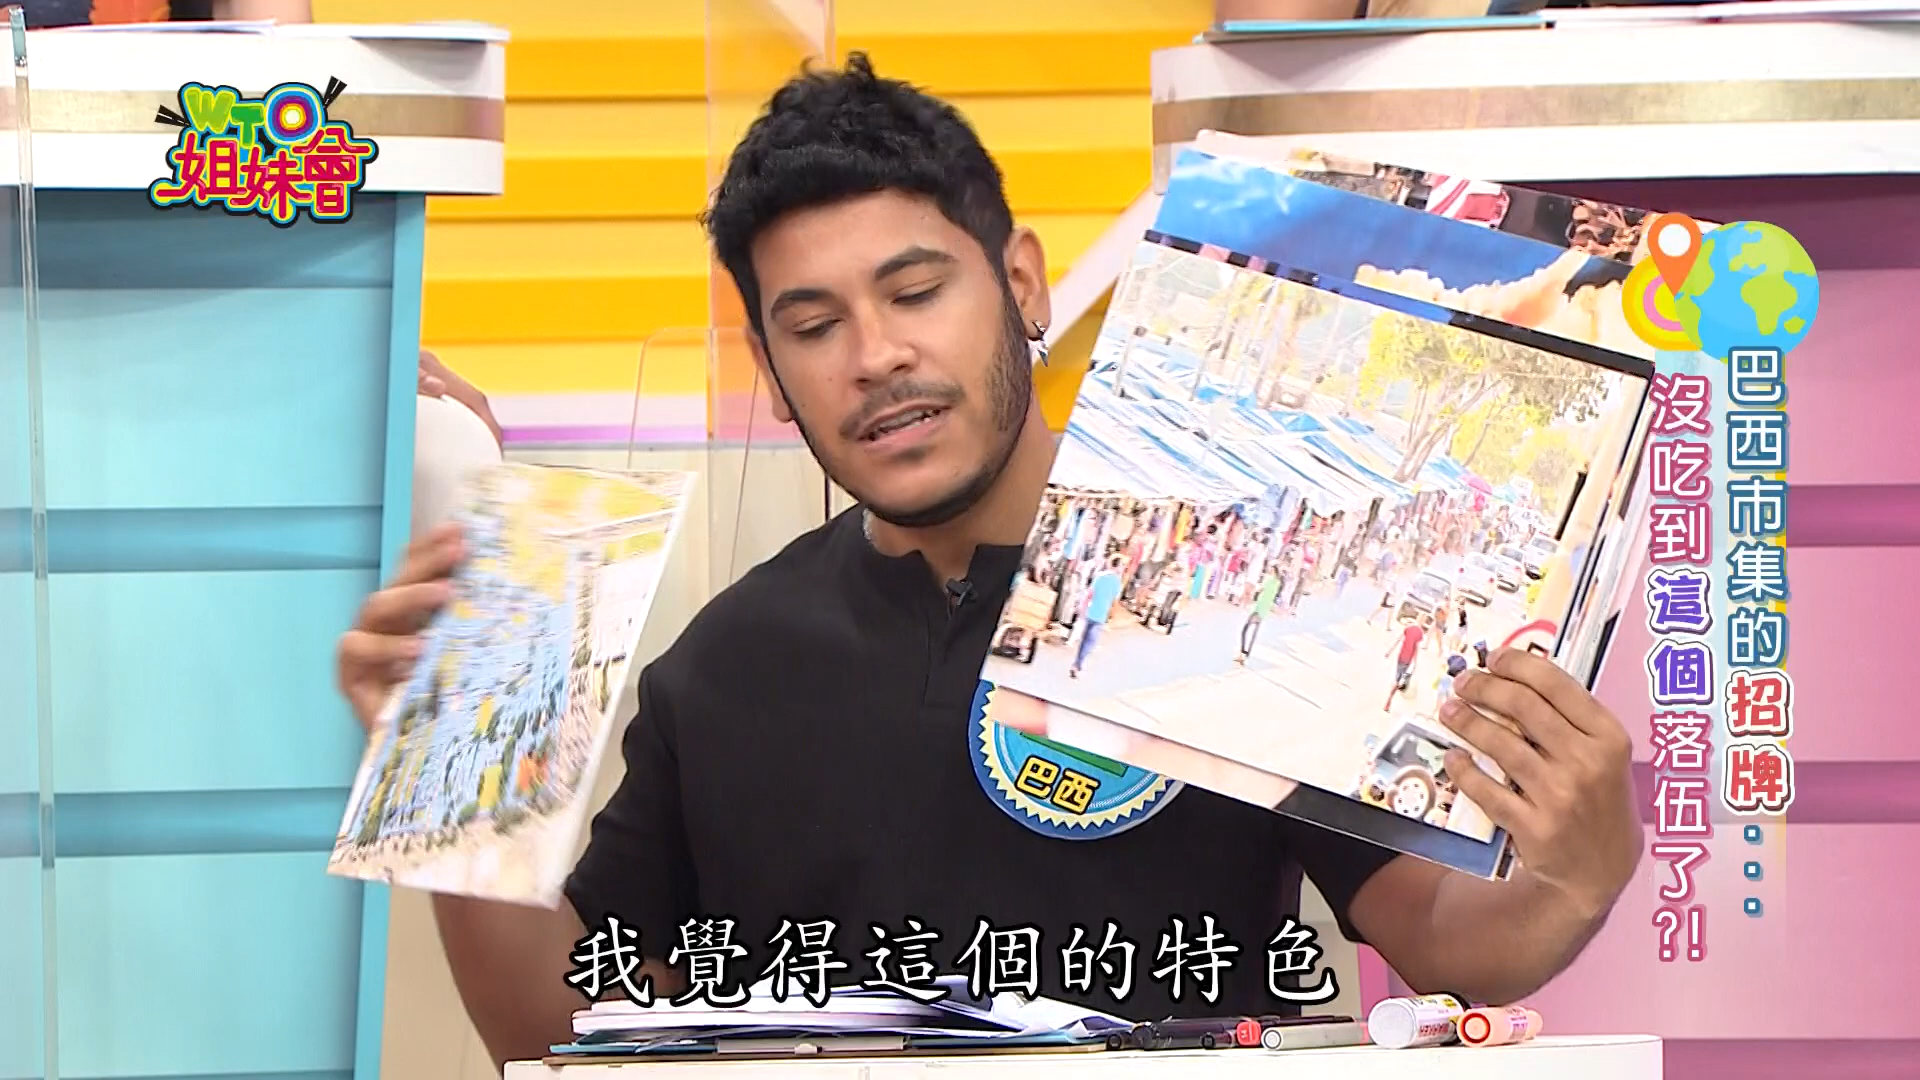 WTO
姐妹會
巴西市集的招牌...
沒吃到這個落伍了?!
巴西
我覺得這個的特色